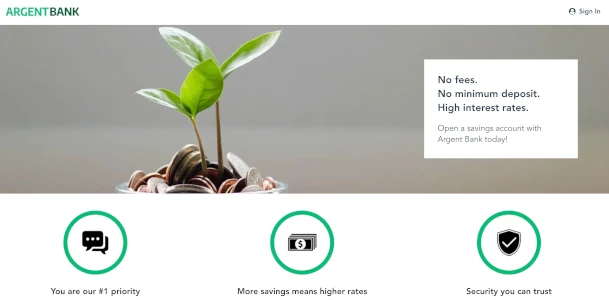 ARGENTBANK
Sign In
No fees.
No minimum deposit.
High interest rates.
Open a savings account with
Argent Bank today!
$
You are our #1 priority
More savings means higher rates
Security you can trust